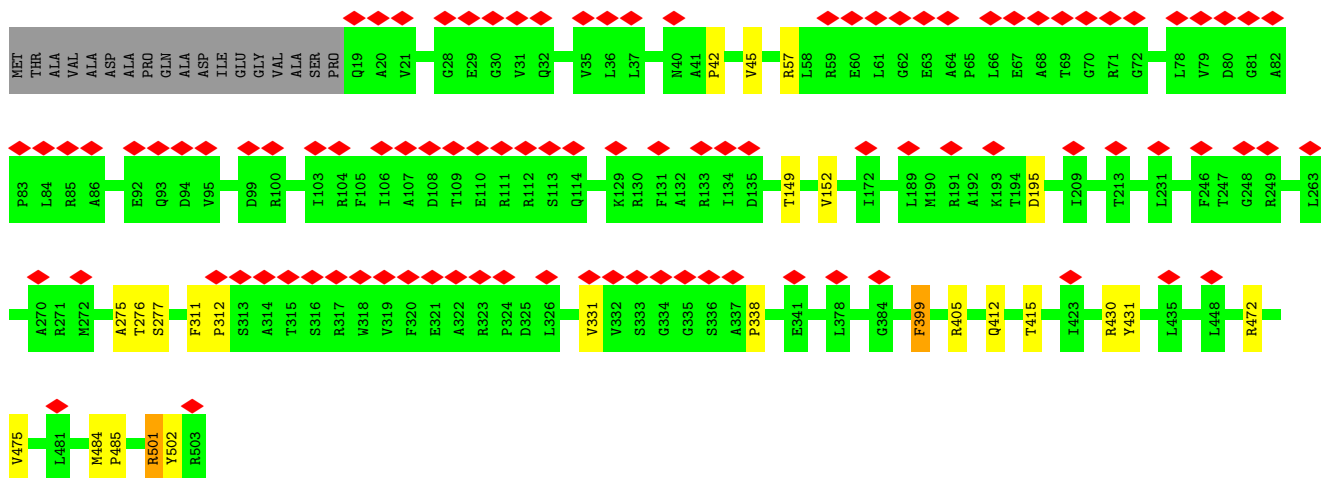 MET THR ALA VAL ALA ASP ALA PRO GLN ALA ASP ILE GLU GLY VAL ALA SER PRO Q19 A20 V21 G28 E29 G30 V31 Q32 V35 L36 L37 N40 A41 P42 V45 R57 L58 R59 E60 L61 G62 E63 A64 P65 L66 E67 A68 T69 G70 R71 G72 L78 V79 D80 G81 A82
P83 L84 R85 A86 E92 Q93 D94 V95 D99 R100 I103 R104 F105 I106 A107 D108 T109 E110 R111 R112 S113 Q114 K129 R130 F131 A132 R133 I134 D135 T149 V152 I172 L189 M190 R191 A192 K193 T194 D195 I209 T213 L231 F246 T247 G248 R249 L263
A270 R271 M272 A275 T276 S277 F311 P312 S313 A314 T315 S316 R317 W318 V319 F320 E321 A322 R323 P324 D325 L326 V331 V332 S333 G334 G335 S336 A337 P338 E341 L378 G384 F399 R405 Q412 T415 I423 R430 Y431 L435 L448 R472
V475 L481 M484 P485 R501 Y502 R503